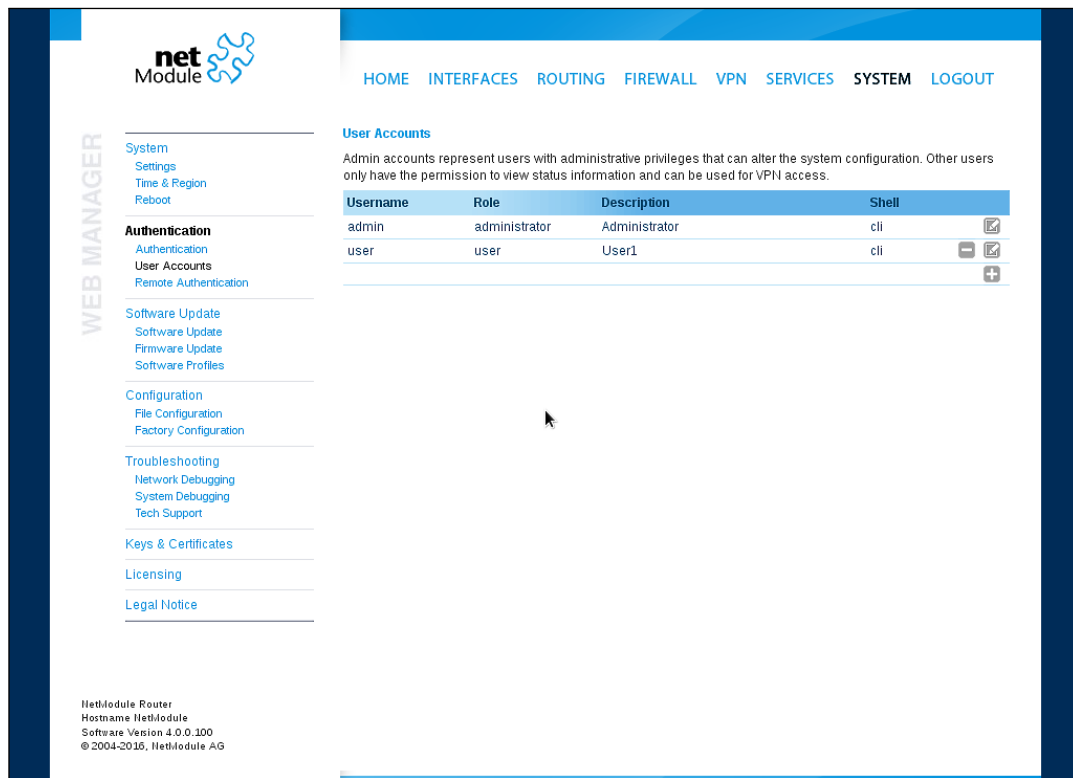 net
Module
HOME INTERFACES ROUTING FIREWALL VPN SERVICES SYSTEM LOGOUT
WEB MANAGER
System
Settings
Time & Region
Reboot
Authentication
Authentication
User Accounts
Remote Authentication
Software Update
Software Update
Firmware Update
Software Profiles
Configuration
File Configuration
Factory Configuration
Troubleshooting
Network Debugging
System Debugging
Tech Support
Keys & Certificates
Licensing
Legal Notice
User Accounts
Admin accounts represent users with administrative privileges that can alter the system configuration. Other users
only have the permission to view status information and can be used for VPN access.
Username Role Description Shell
admin administrator Administrator cli
user user User1 cli
NetModule Router
Hostname NetModule
Software Version 4.0.0.100
© 2004-2016, NetModule AG